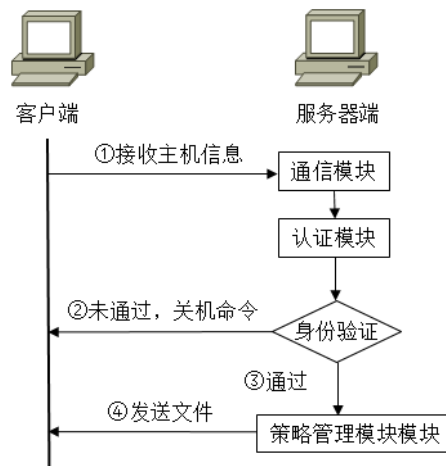 客户端
服务器端
①接收主机信息
通信模块
认证模块
②未通过，关机命令
身份验证
③通过
④发送文件
策略管理模块模块